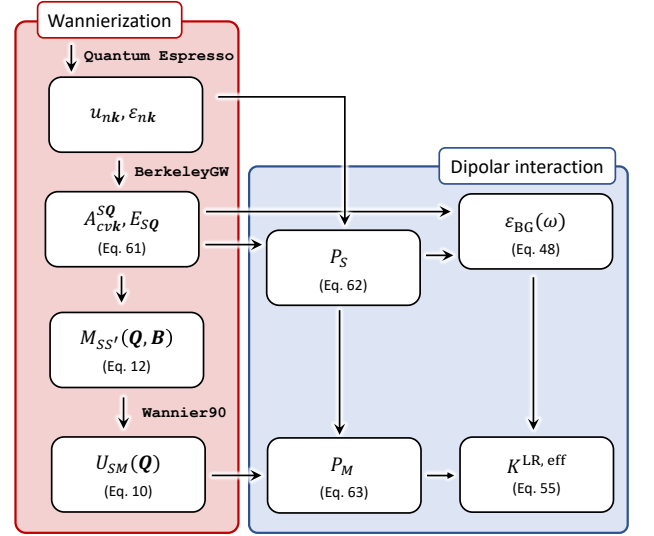 Wannierization
Quantum Espresso
u_{n𝒌}, ε_{n𝒌}
BerkeleyGW
A^{S𝑸}_{cv𝒌}, E_{S𝑸}
(Eq. 61)
M_{SS′}(𝑸, 𝑩)
(Eq. 12)
Wannier90
U_{SM}(𝑸)
(Eq. 10)
Dipolar interaction
P_S
(Eq. 62)
ε_{BG}(ω)
(Eq. 48)
P_M
(Eq. 63)
K^{LR, eff}
(Eq. 55)